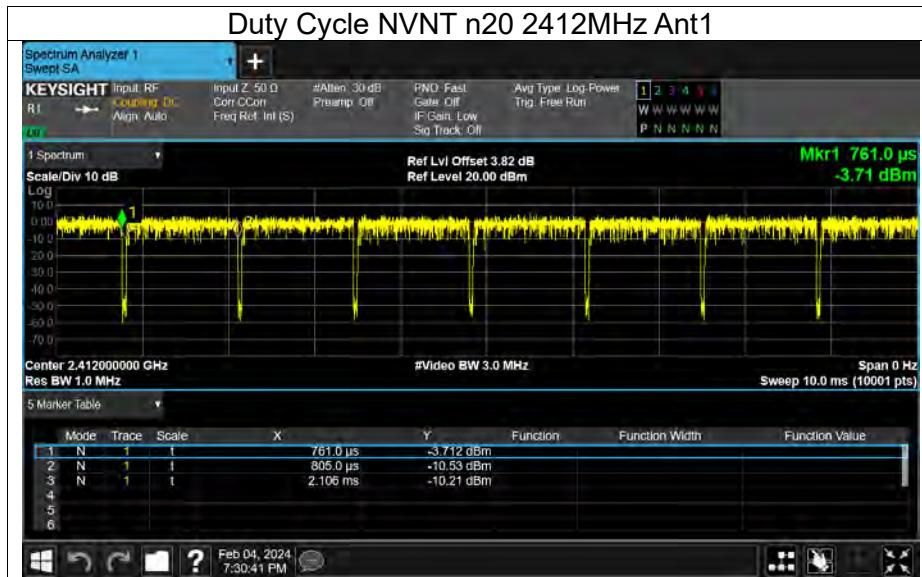 Duty Cycle NVNT n20 2412MHz Ant1
Spectrum Analyzer 1
Swept SA
+
KEYSIGHT Input: RF Input Z: 50 Ω #Atten: 30 dB PNO: Fast Avg Type: Log-Power 1 2 3 4 5 6
R L Coupling: DC Corr CCorr Preamp: Off Gate: Off Trig: Free Run W W W W W W
Align: Auto Freq Ref: Int (S) IF Gain: Low
Sig Track: Off P N N N N N
1 Spectrum Ref Lvl Offset 3.82 dB Mkr1 761.0 µs
Scale/Div 10 dB Ref Level 20.00 dBm -3.71 dBm
Log
10.0
0.00
-10.0
-20.0
-30.0
-40.0
-50.0
-60.0
-70.0
Center 2.412000000 GHz #Video BW 3.0 MHz Span 0 Hz
Res BW 1.0 MHz Sweep 10.0 ms (10001 pts)
5 Marker Table
Mode Trace Scale X Y Function Function Width Function Value
1 N 1 t 761.0 µs -3.712 dBm
2 N 1 t 805.0 µs -10.53 dBm
3 N 1 t 2.106 ms -10.21 dBm
4
5
6
? Feb 04, 2024
7:30:41 PM